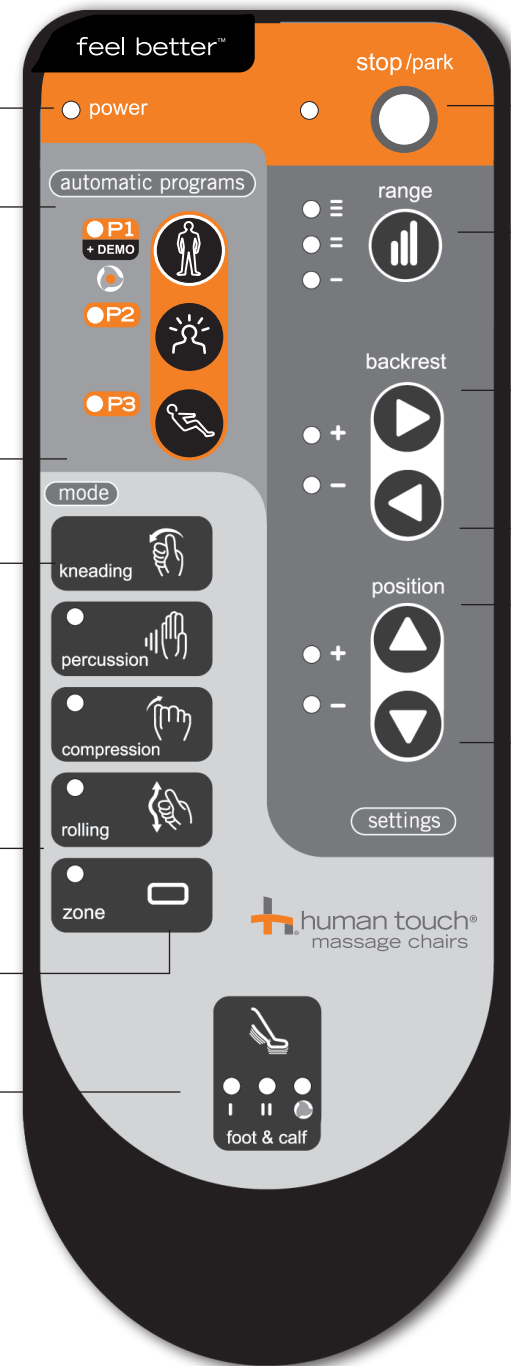 feel better™
stop/park
power
automatic programs
P1
+ DEMO
P2
P3
range
backrest
+
-
position
+
-
settings
mode
kneading
percussion
compression
rolling
zone
human touch®
massage chairs
I II
foot & calf